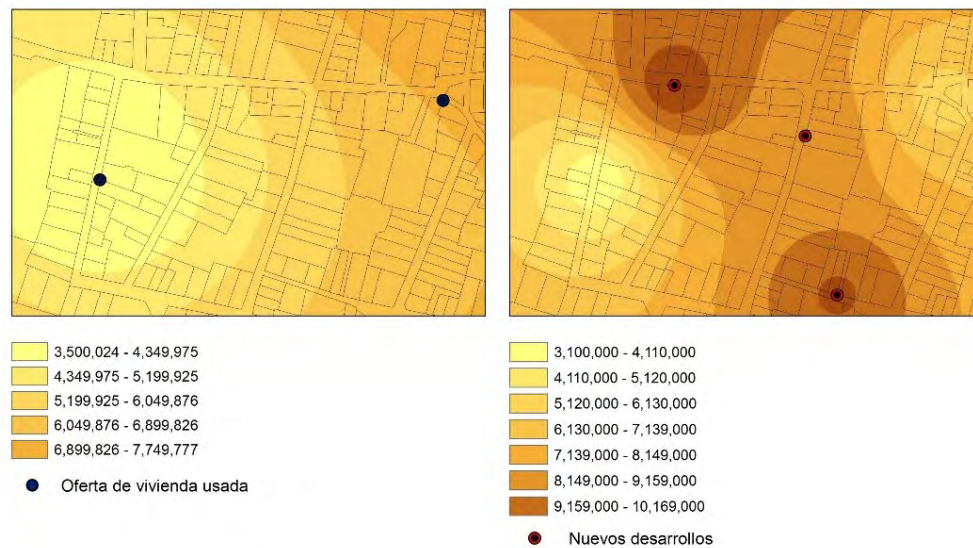 3,500,024 - 4,349,975
4,349,975 - 5,199,925
5,199,925 - 6,049,876
6,049,876 - 6,899,826
6,899,826 - 7,749,777
Oferta de vivienda usada
3,100,000 - 4,110,000
4,110,000 - 5,120,000
5,120,000 - 6,130,000
6,130,000 - 7,139,000
7,139,000 - 8,149,000
8,149,000 - 9,159,000
9,159,000 - 10,169,000
Nuevos desarrollos